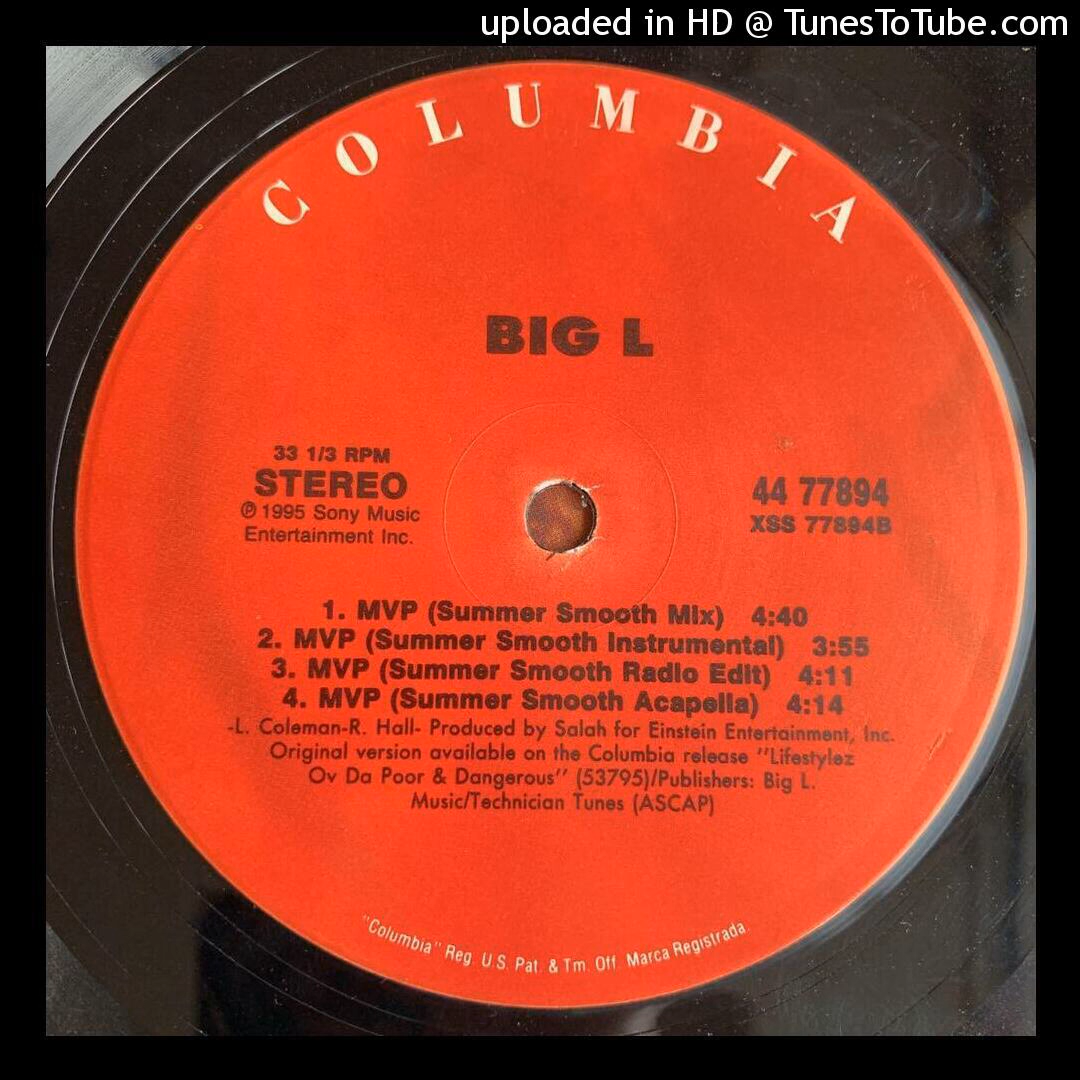 uploaded in HD @ TunesToTube.com
COLUMBIA
BIG L
33 1/3 RPM
STEREO
℗ 1995 Sony Music
Entertainment Inc.
44 77894
XSS 77894B
1. MVP (Summer Smooth Mix) 4:40
2. MVP (Summer Smooth Instrumental) 3:55
3. MVP (Summer Smooth Radio Edit) 4:11
4. MVP (Summer Smooth Acapella) 4:14
-L. Coleman-R. Hall- Produced by Salah for Einstein Entertainment, Inc.
Original version available on the Columbia release "Lifestylez
Ov Da Poor & Dangerous" (53795)/Publishers: Big L.
Music/Technician Tunes (ASCAP)
"Columbia" Reg. U.S. Pat. & Tm. Off. Marca Registrada.